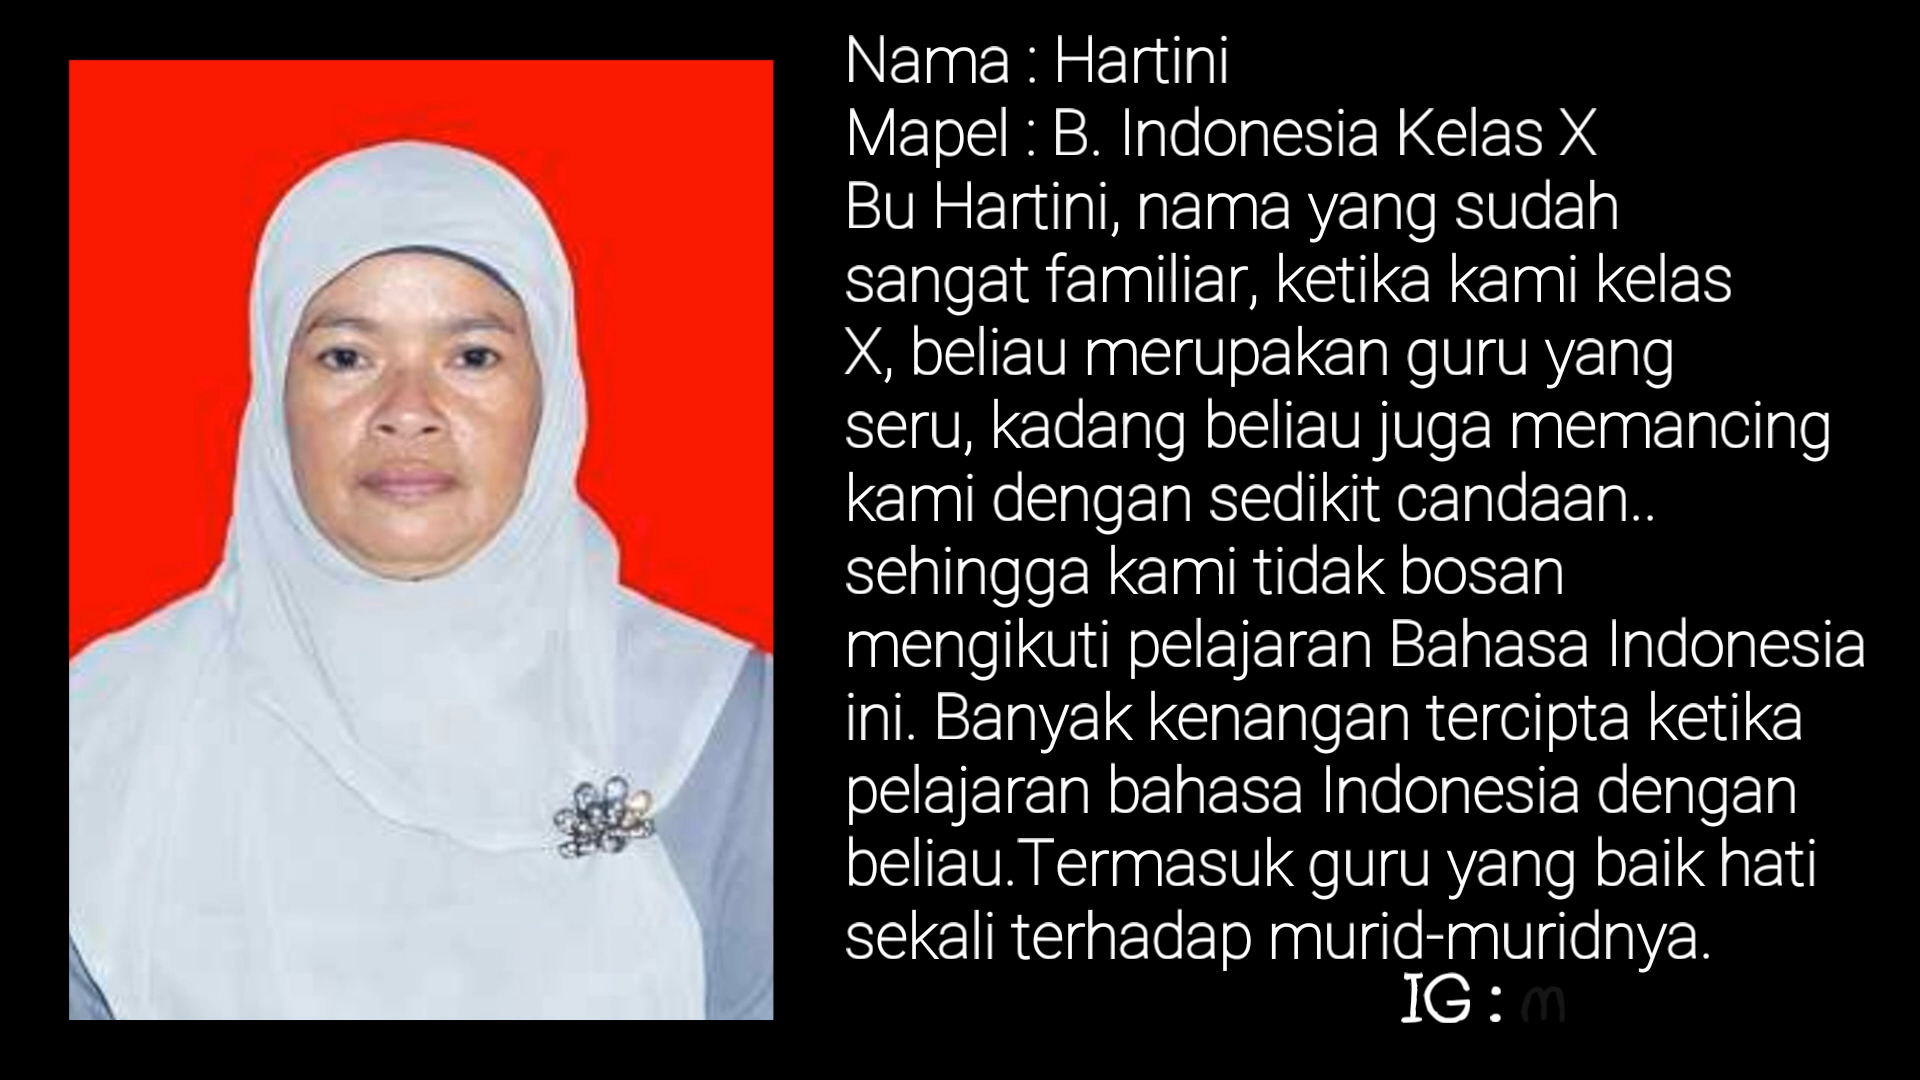 Nama : Hartini
Mapel : B. Indonesia Kelas X
Bu Hartini, nama yang sudah
sangat familiar, ketika kami kelas
X, beliau merupakan guru yang
seru, kadang beliau juga memancing
kami dengan sedikit candaan..
sehingga kami tidak bosan
mengikuti pelajaran Bahasa Indonesia
ini. Banyak kenangan tercipta ketika
pelajaran bahasa Indonesia dengan
beliau.Termasuk guru yang baik hati
sekali terhadap murid-muridnya.
IG : m